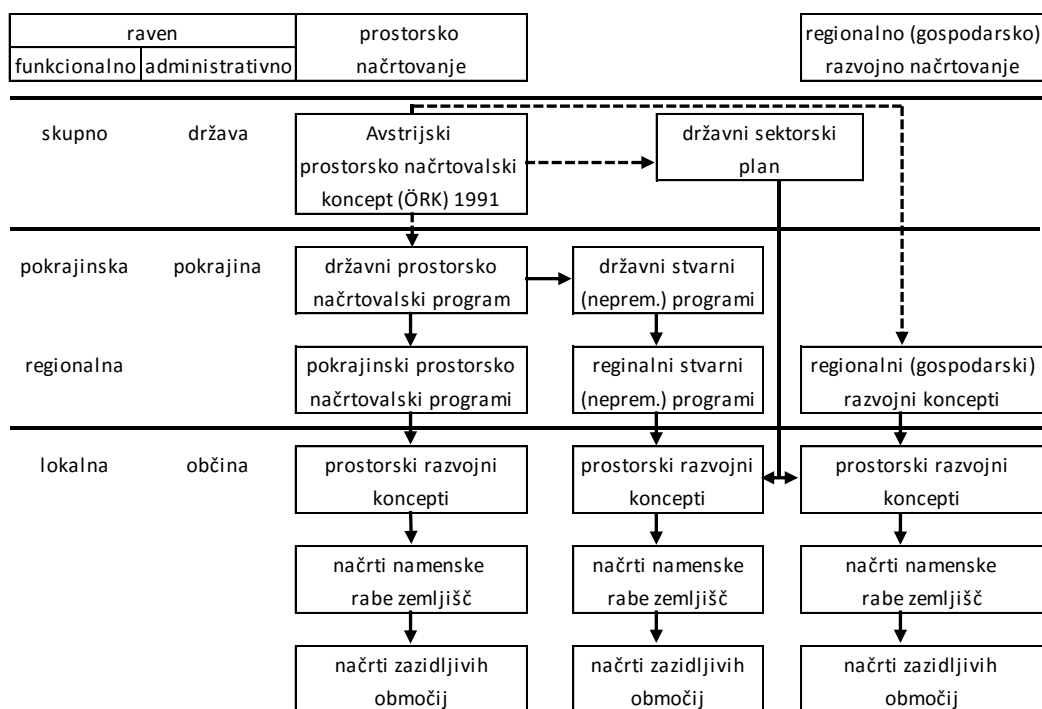 raven
funkcionalno administrativno
prostorsko
načrtovanje
regionalno (gospodarsko)
razvojno načrtovanje
skupno
država
Avstrijski
prostorsko načrtovalski
koncept (ÖRK) 1991
državni sektorski
plan
pokrajinska
pokrajina
državni prostorsko
načrtovalski program
državni stvarni
(neprem.) programi
regionalna
pokrajinski prostorsko
načrtovalski programi
reginalni stvarni
(neprem.) programi
regionalni (gospodarski)
razvojni koncepti
lokalna
občina
prostorski razvojni
koncepti
prostorski razvojni
koncepti
prostorski razvojni
koncepti
načrti namenske
rabe zemljišč
načrti namenske
rabe zemljišč
načrti namenske
rabe zemljišč
načrti zazidljivih
območij
načrti zazidljivih
območij
načrti zazidljivih
območij